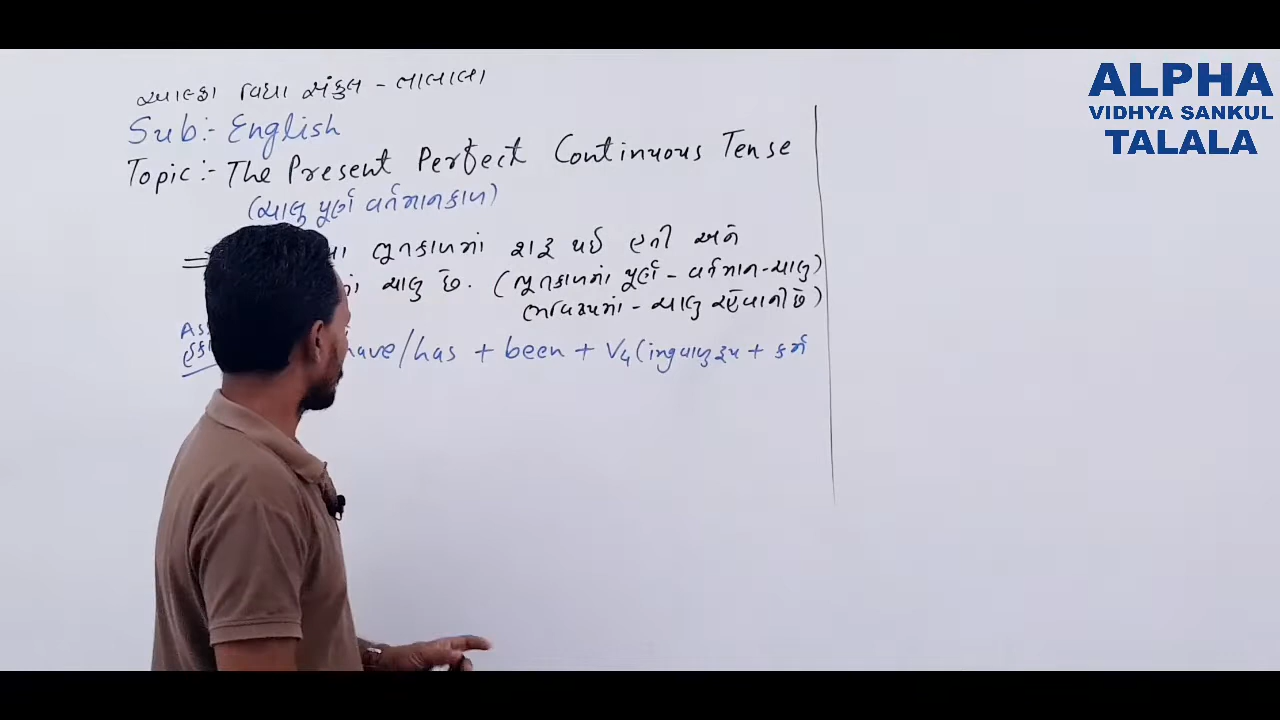 આલ્ફા વિદ્યા સંકુલ - તાલાલા
Sub:- English
Topic:- The Present Perfect Continuous Tense
(ચાલુ પૂર્ણ વર્તમાનકાળ)
ભૂતકાળમાં શરૂ થઈ હતી અને
ચાલુ છે. (ભૂતકાળમાં પૂર્ણ - વર્તમાન-ચાલુ)
ભવિષ્યમાં - ચાલુ રહેવાની છે)
have/has + been + V4 (ing વાળુ રૂપ + કર્મ
ALPHA
VIDHYA SANKUL
TALALA